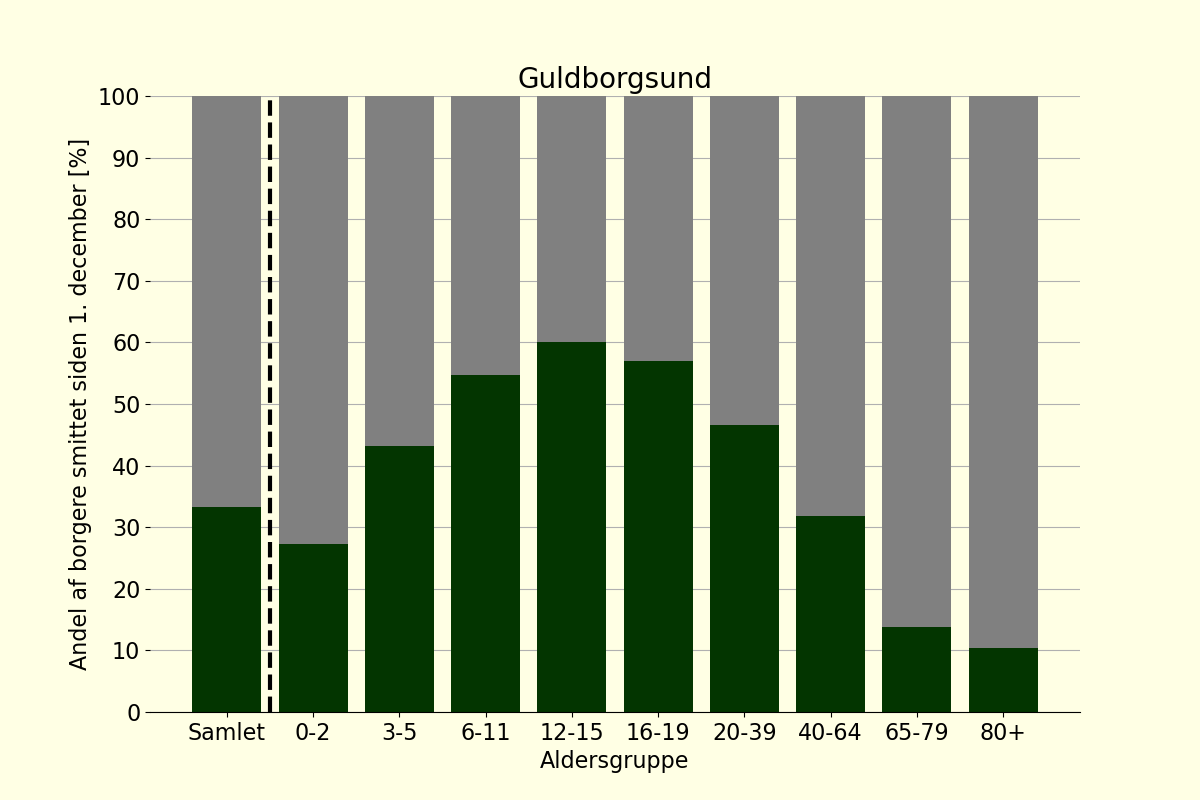 Guldborgsund
Andel af borgere smittet siden 1. december [%]
100
90
80
70
60
50
40
30
20
10
0
Samlet 0-2 3-5 6-11 12-15 16-19 20-39 40-64 65-79 80+
Aldersgruppe